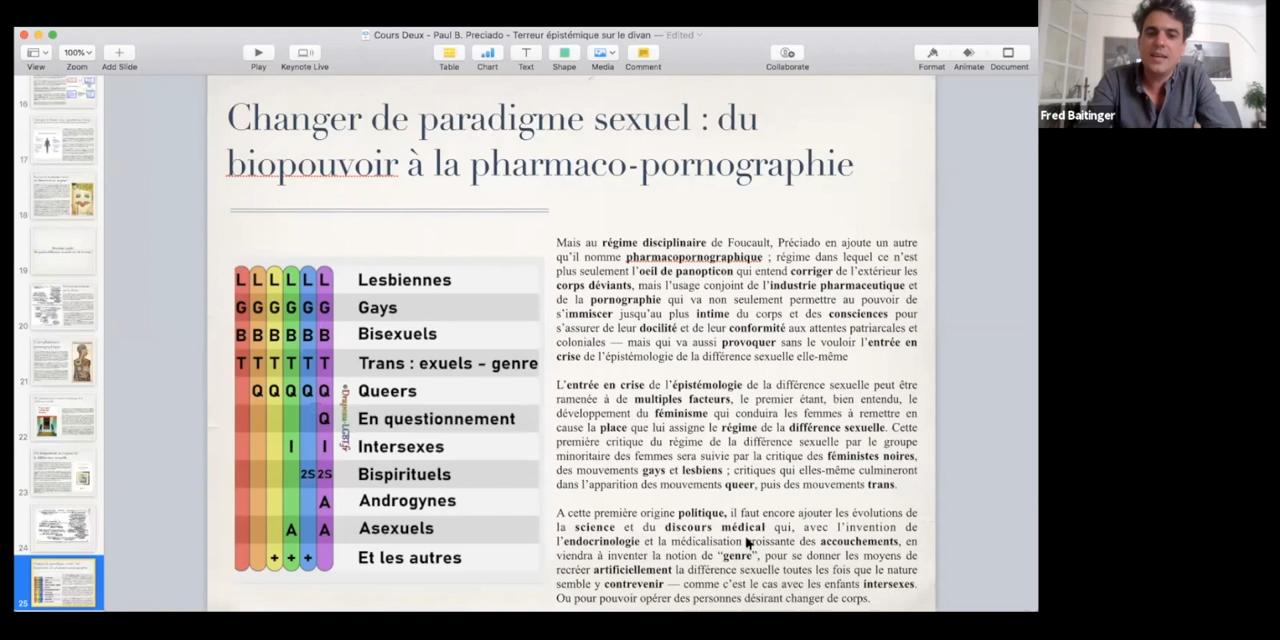 Cours Deux - Paul B. Preciado - Terreur épistémique sur le divan — Edited
100%
View
Zoom
Add Slide
Play
Keynote Live
Table
Chart
Text
Shape
Media
Comment
Collaborate
Format
Animate
Document
Fred Baitinger
16
17
18
19
20
21
22
23
24
25
Changer de paradigme sexuel : du
biopouvoir à la pharmaco-pornographie
L L L L L L Lesbiennes
G G G G G G Gays
B B B B B B Bisexuels
T T T T T T Trans : exuels - genre
Q Q Q Q Q Queers
Q En questionnement
I I Intersexes
2S 2S Bispirituels
A Androgynes
A A Asexuels
+ + + Et les autres
Mais au régime disciplinaire de Foucault, Préciado en ajoute un autre
qu'il nomme pharmacopornographique ; régime dans lequel ce n'est
plus seulement l'oeil de panopticon qui entend corriger de l'extérieur les
corps déviants, mais l'usage conjoint de l'industrie pharmaceutique et
de la pornographie qui va non seulement permettre au pouvoir de
s'immiscer jusqu'au plus intime du corps et des consciences pour
s'assurer de leur docilité et de leur conformité aux attentes patriarcales et
coloniales — mais qui va aussi provoquer sans le vouloir l'entrée en
crise de l'épistémologie de la différence sexuelle elle-même
L'entrée en crise de l'épistémologie de la différence sexuelle peut être
ramenée à de multiples facteurs, le premier étant, bien entendu, le
développement du féminisme qui conduira les femmes à remettre en
cause la place que lui assigne le régime de la différence sexuelle. Cette
première critique du régime de la différence sexuelle par le groupe
minoritaire des femmes sera suivie par la critique des féministes noires,
des mouvements gays et lesbiens ; critiques qui elles-même culmineront
dans l'apparition des mouvements queer, puis des mouvements trans.
A cette première origine politique, il faut encore ajouter les évolutions de
la science et du discours médical qui, avec l'invention de
l'endocrinologie et la médicalisation croissante des accouchements, en
viendra à inventer la notion de "genre", pour se donner les moyens de
recréer artificiellement la différence sexuelle toutes les fois que la nature
semble y contrevenir — comme c'est le cas avec les enfants intersexes.
Ou pour pouvoir opérer des personnes désirant changer de corps.